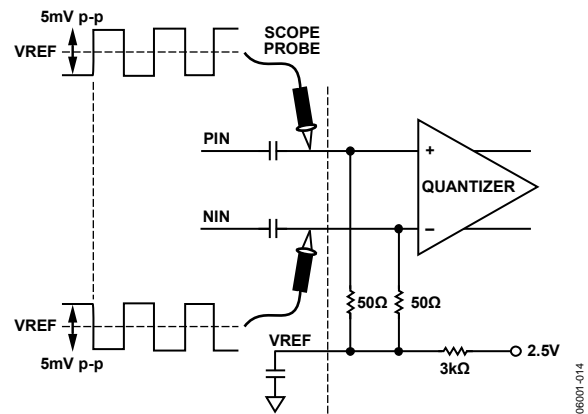 5mV p-p
VREF
SCOPE
PROBE
PIN
+
QUANTIZER
NIN
−
50Ω
50Ω
VREF
VREF
2.5V
3kΩ
5mV p-p
06001-014